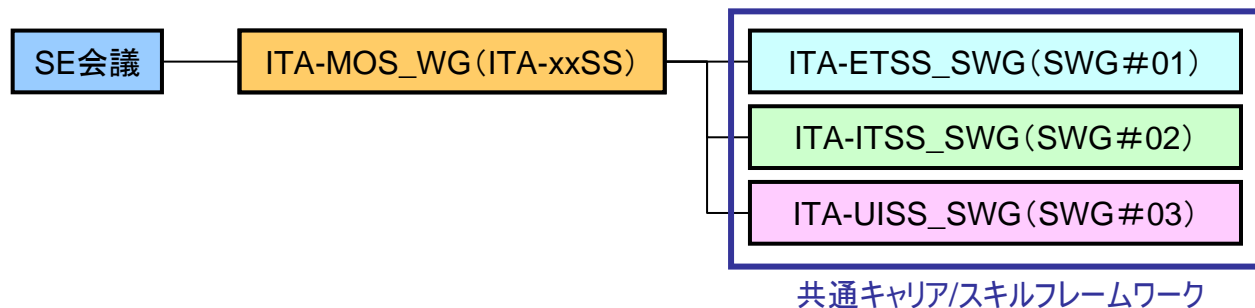 SE会議
ITA-MOS_WG(ITA-xxSS)
ITA-ETSS_SWG(SWG#01)
ITA-ITSS_SWG(SWG#02)
ITA-UISS_SWG(SWG#03)
共通キャリア/スキルフレームワーク